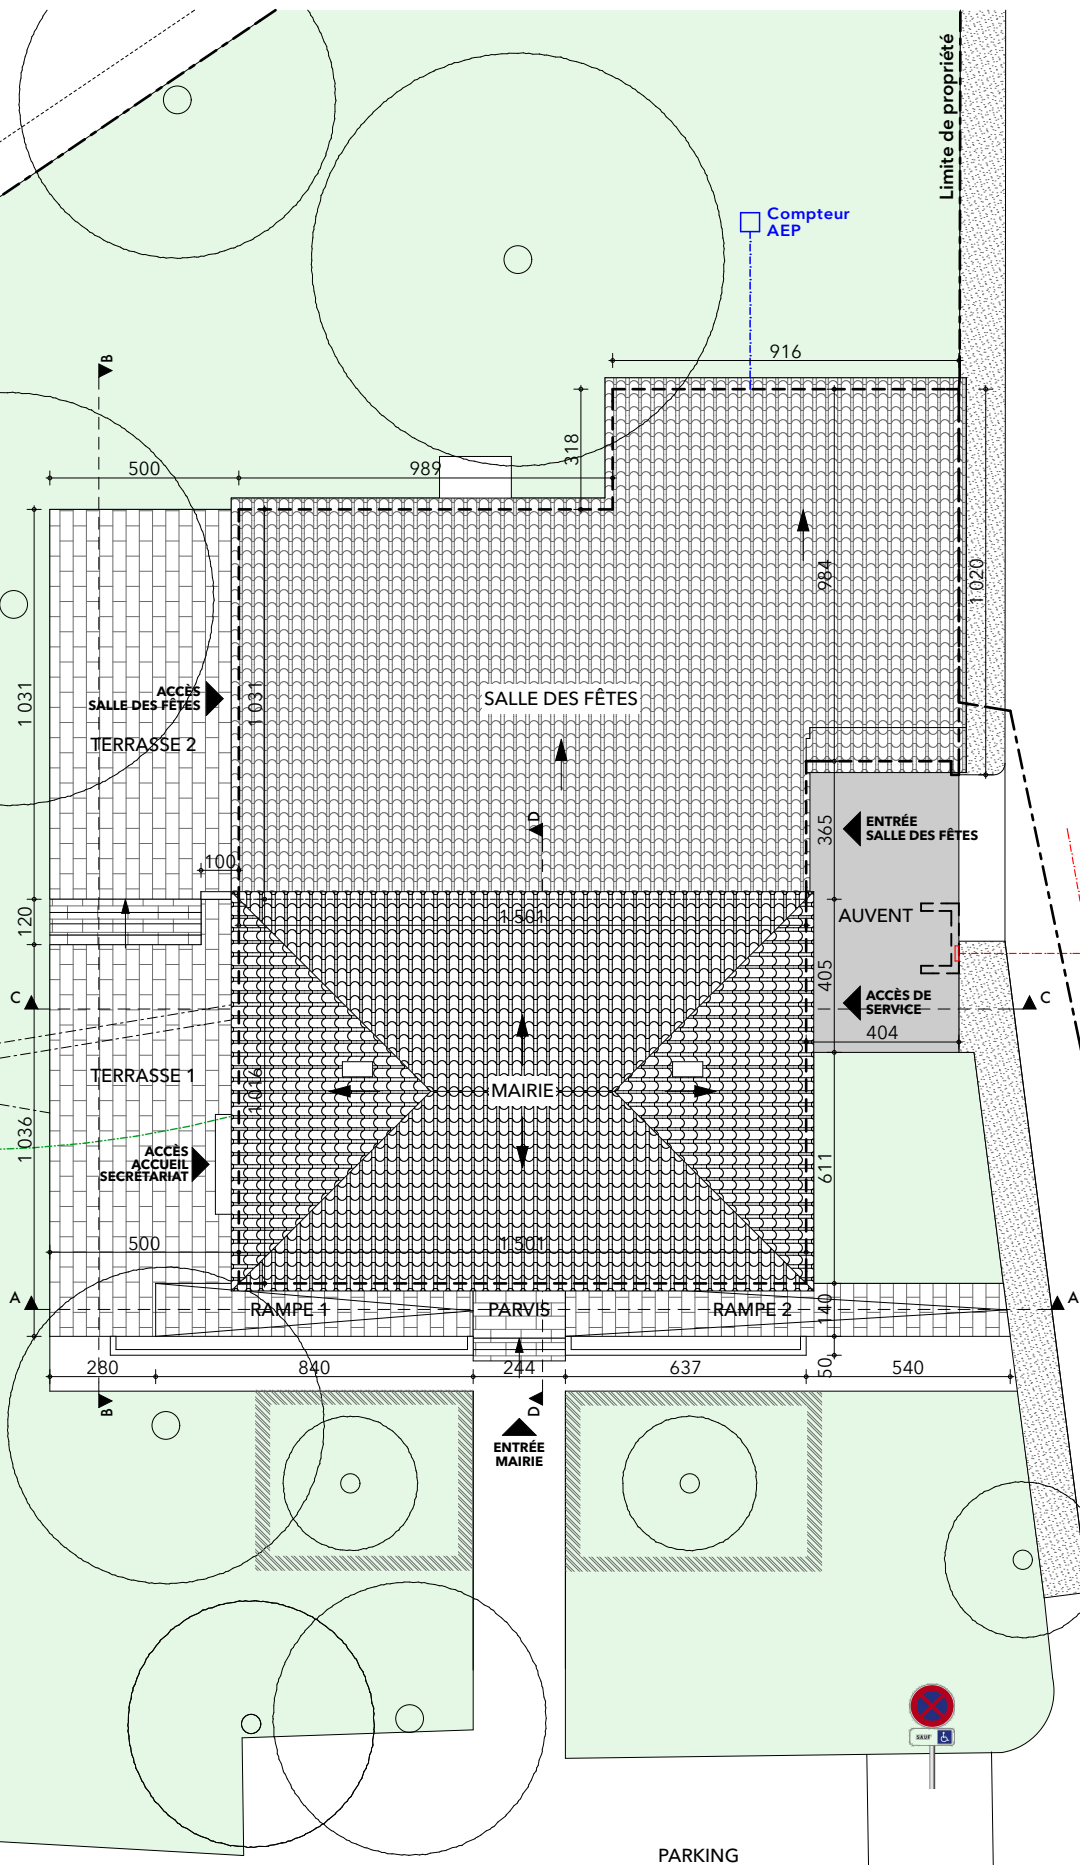 Limite de propriété
Compteur
AEP
B
916
318
500
989
984
1 020
1 031
1 031
ACCÈS
SALLE DES FÊTES
SALLE DES FÊTES
TERRASSE 2
D
365
ENTRÉE
SALLE DES FÊTES
100
120
1 501
AUVENT
405
C
ACCÈS DE
SERVICE
C
404
TERRASSE 1
1 016
MAIRIE
1 036
ACCÈS
ACCUEIL
SECRÉTARIAT
611
500
1 501
A
RAMPE 1
PARVIS
RAMPE 2
140
A
280
840
244
637
50
540
B
D
ENTRÉE
MAIRIE
SAUF
PARKING